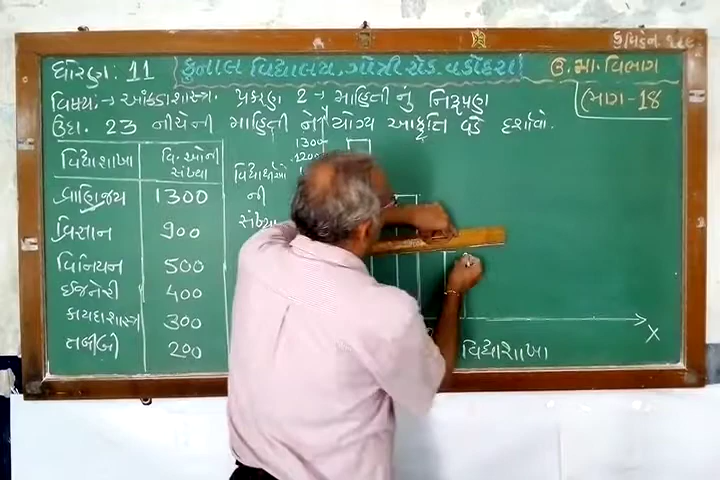 ધોરણ: 11 કુનાલ વિદ્યાલય. ગોત્રી રોડ. વડોદરા ઉ. મા. વિભાગ
વિષય:- આંકડાશાસ્ત્ર. પ્રકરણ 2 - માહિતી નું નિરૂપણ ભાગ - 18
ઉદા. 23 નીચેની માહિતી ને યોગ્ય આકૃતિ વડે દર્શાવો.
વિદ્યાશાખા વિ.ઓની સંખ્યા
વાણિજ્ય 1300
વિજ્ઞાન 900
વિનિયન 500
ઈજનેરી 400
કાયદાશાસ્ત્ર 300
તબીબી 200
1300
1200
વિદ્યાર્થીઓ
ની
સંખ્યા
X
વિદ્યાશાખા